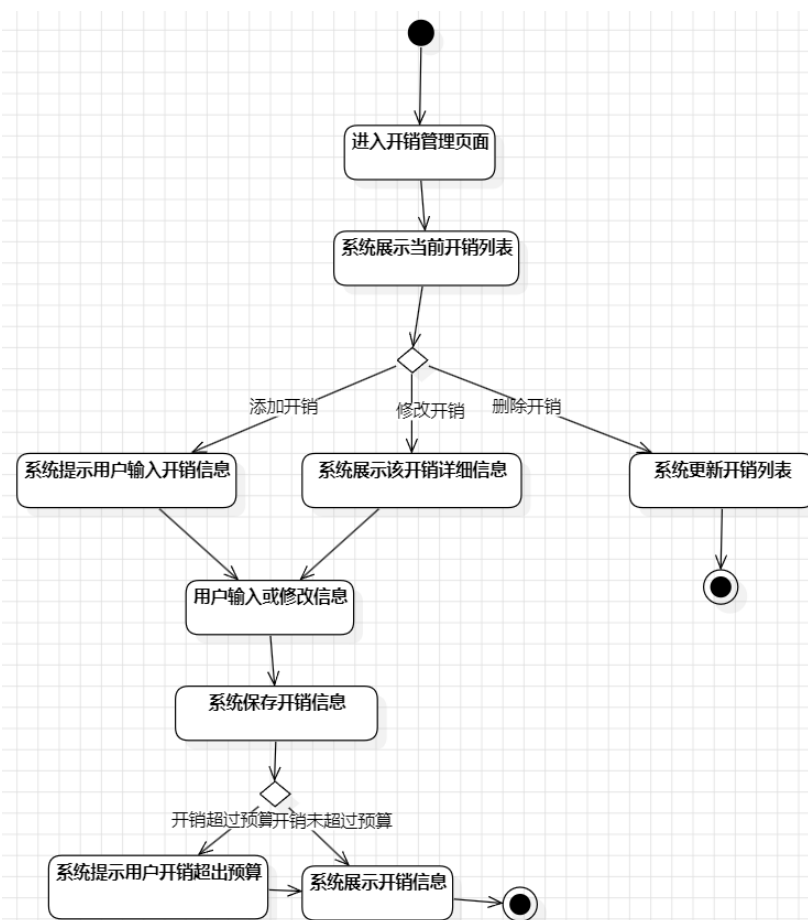 进入开销管理页面
系统展示当前开销列表
添加开销
修改开销
删除开销
系统提示用户输入开销信息
系统展示该开销详细信息
系统更新开销列表
用户输入或修改信息
系统保存开销信息
开销超过预算
开销未超过预算
系统提示用户开销超出预算
系统展示开销信息